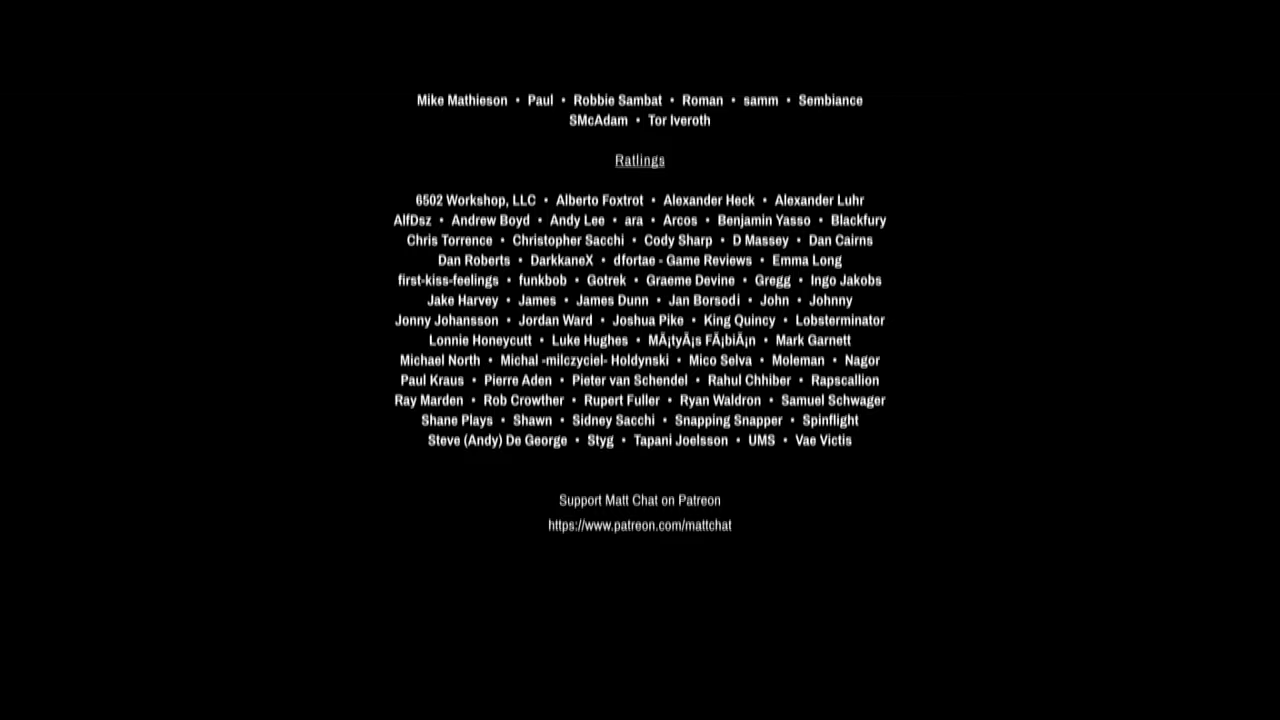 Mike Mathieson • Paul • Robbie Sambat • Roman • samm • Sembiance
SMcAdam • Tor Iveroth
Ratlings
6502 Workshop, LLC • Alberto Foxtrot • Alexander Heck • Alexander Luhr
AlfDsz • Andrew Boyd • Andy Lee • ara • Arcos • Benjamin Yasso • Blackfury
Chris Torrence • Christopher Sacchi • Cody Sharp • D Massey • Dan Cairns
Dan Roberts • DarkkaneX • dfortae - Game Reviews • Emma Long
first-kiss-feelings • funkbob • Gotrek • Graeme Devine • Gregg • Ingo Jakobs
Jake Harvey • James • James Dunn • Jan Borsodi • John • Johnny
Jonny Johansson • Jordan Ward • Joshua Pike • King Quincy • Lobsterminator
Lonnie Honeycutt • Luke Hughes • MÃ¡tyÃ¡s FÃ¡biÃ¡n • Mark Garnett
Michael North • Michal -milczyciel- Holdynski • Mico Selva • Moleman • Nagor
Paul Kraus • Pierre Aden • Pieter van Schendel • Rahul Chhiber • Rapscallion
Ray Marden • Rob Crowther • Rupert Fuller • Ryan Waldron • Samuel Schwager
Shane Plays • Shawn • Sidney Sacchi • Snapping Snapper • Spinflight
Steve (Andy) De George • Styg • Tapani Joelsson • UMS • Vae Victis
Support Matt Chat on Patreon
https://www.patreon.com/mattchat